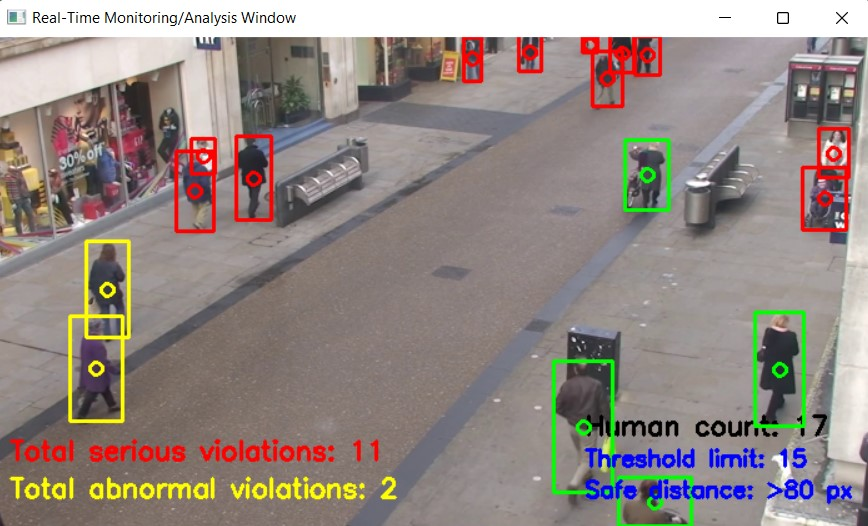 Real-Time Monitoring/Analysis Window
30% off
Human count: 17
Total serious violations: 11
Threshold limit: 15
Total abnormal violations: 2
Safe distance: >80 px